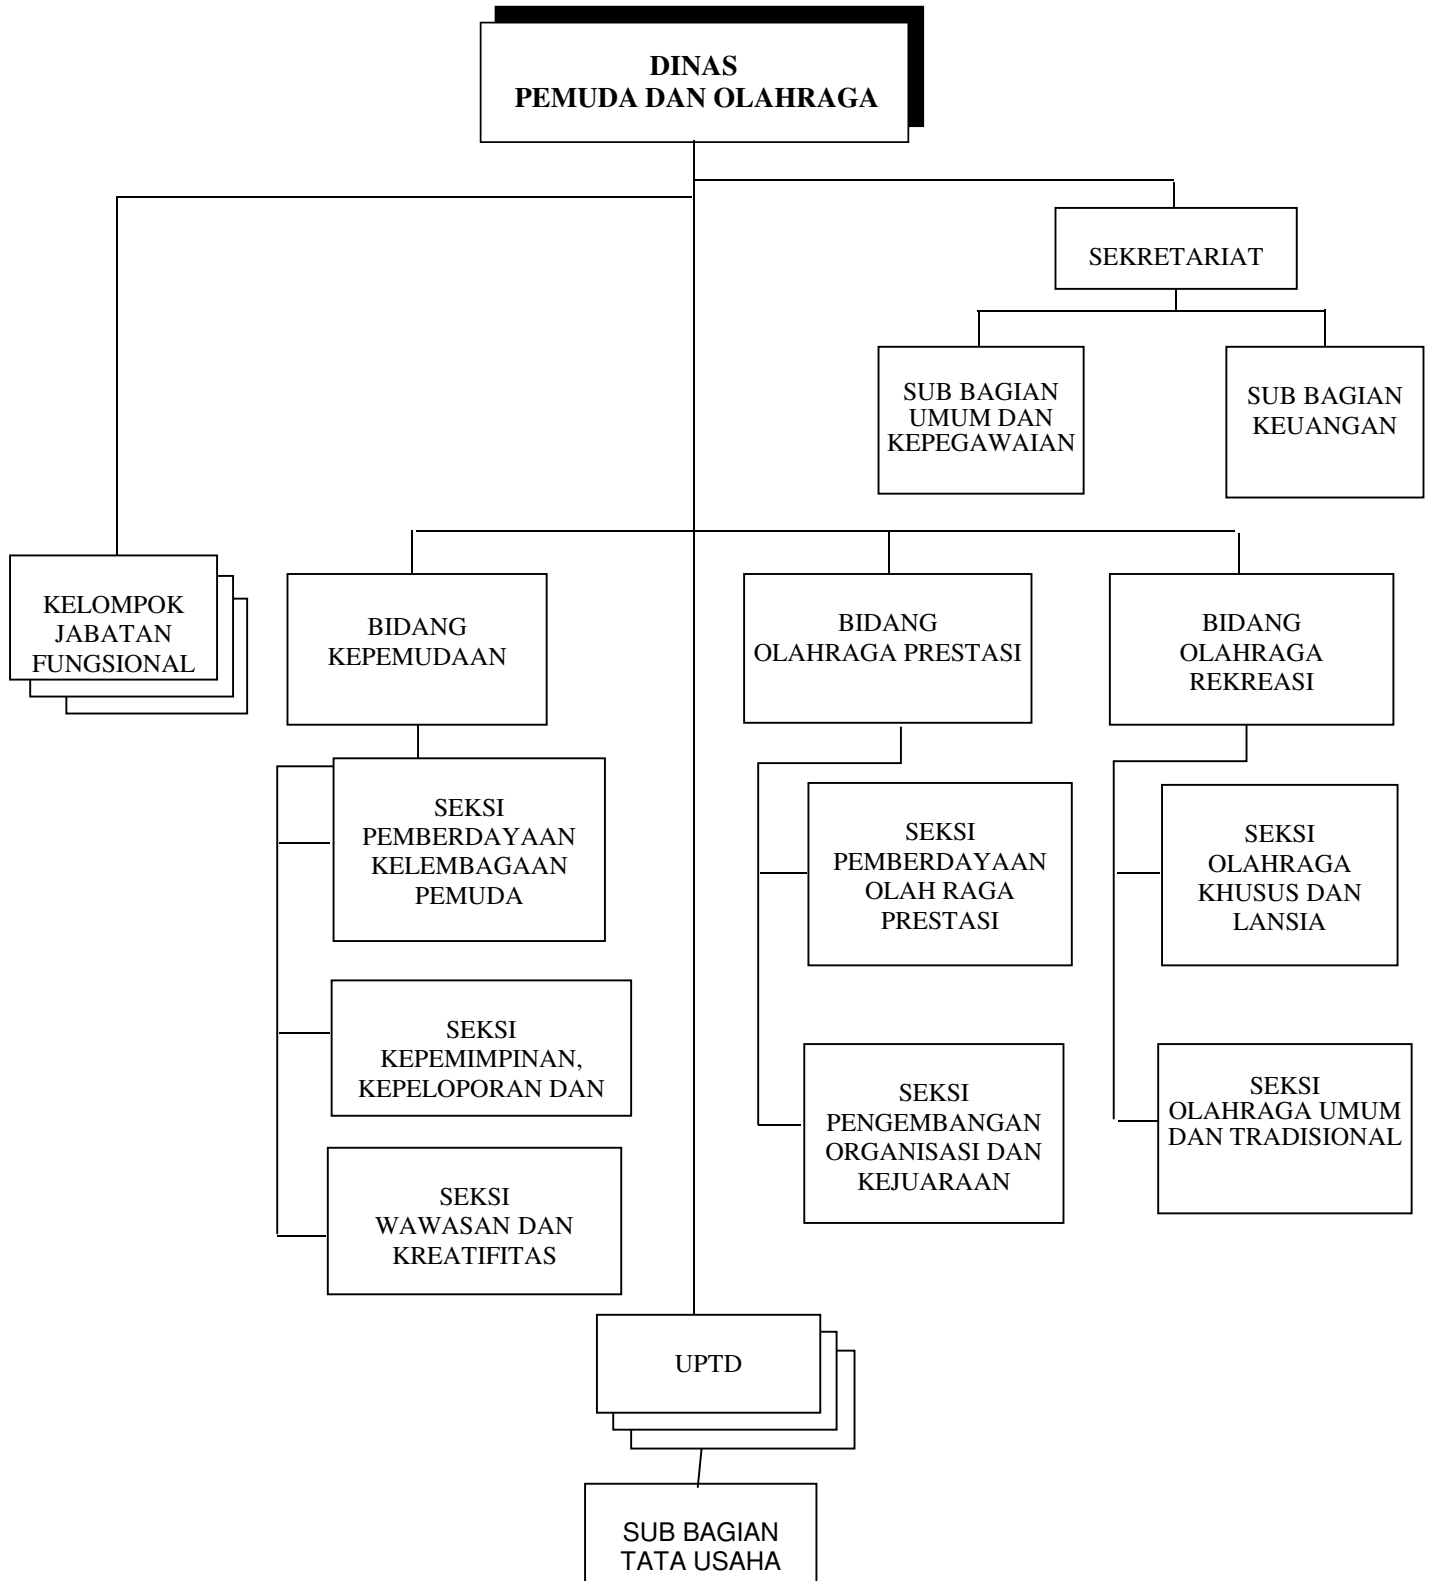 DINAS
PEMUDA DAN OLAHRAGA
SEKRETARIAT
SUB BAGIAN
UMUM DAN
KEPEGAWAIAN
SUB BAGIAN
KEUANGAN
KELOMPOK
JABATAN
FUNGSIONAL
BIDANG
KEPEMUDAAN
BIDANG
OLAHRAGA PRESTASI
BIDANG
OLAHRAGA
REKREASI
SEKSI
PEMBERDAYAAN
KELEMBAGAAN
PEMUDA
SEKSI
PEMBERDAYAAN
OLAH RAGA
PRESTASI
SEKSI
OLAHRAGA
KHUSUS DAN
LANSIA
SEKSI
KEPEMIMPINAN,
KEPELOPORAN DAN
SEKSI
PENGEMBANGAN
ORGANISASI DAN
KEJUARAAN
SEKSI
OLAHRAGA UMUM
DAN TRADISIONAL
SEKSI
WAWASAN DAN
KREATIFITAS
UPTD
SUB BAGIAN
TATA USAHA